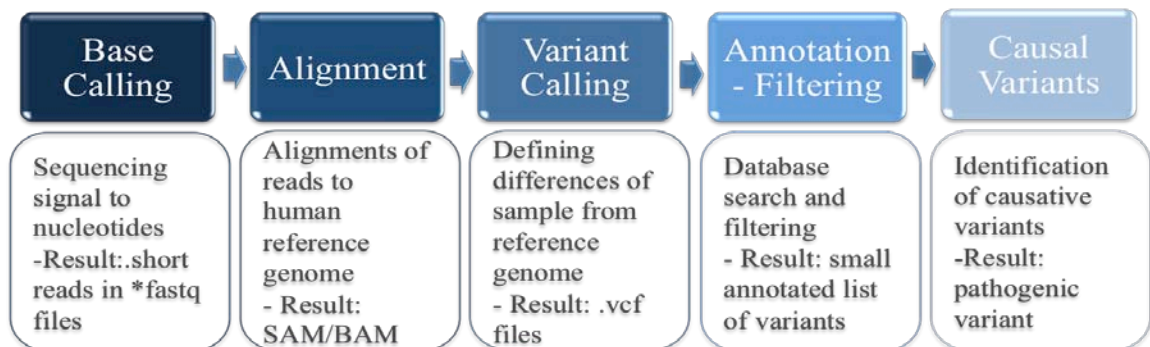 Base
Calling
Alignment
Variant
Calling
Annotation
- Filtering
Causal
Variants
Sequencing
signal to
nucleotides
-Result:.short
reads in *fastq
files
Alignments of
reads to
human
reference
genome
- Result:
SAM/BAM
Defining
differences of
sample from
reference
genome
- Result: .vcf
files
Database
search and
filtering
- Result: small
annotated list
of variants
Identification
of causative
variants
-Result:
pathogenic
variant